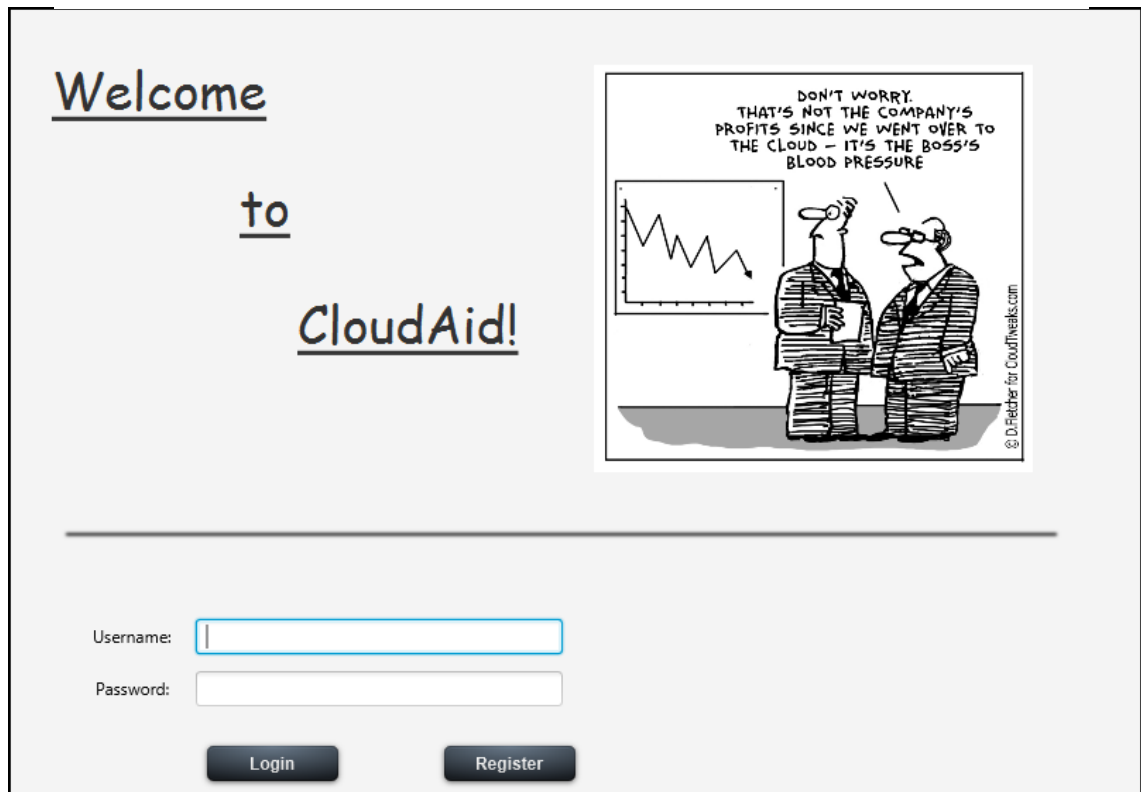 Welcome
to
CloudAid!
DON'T WORRY.
THAT'S NOT THE COMPANY'S
PROFITS SINCE WE WENT OVER TO
THE CLOUD – IT'S THE BOSS'S
BLOOD PRESSURE
© D.Fletcher for CloudTweaks.com
Username:
Password:
Login
Register